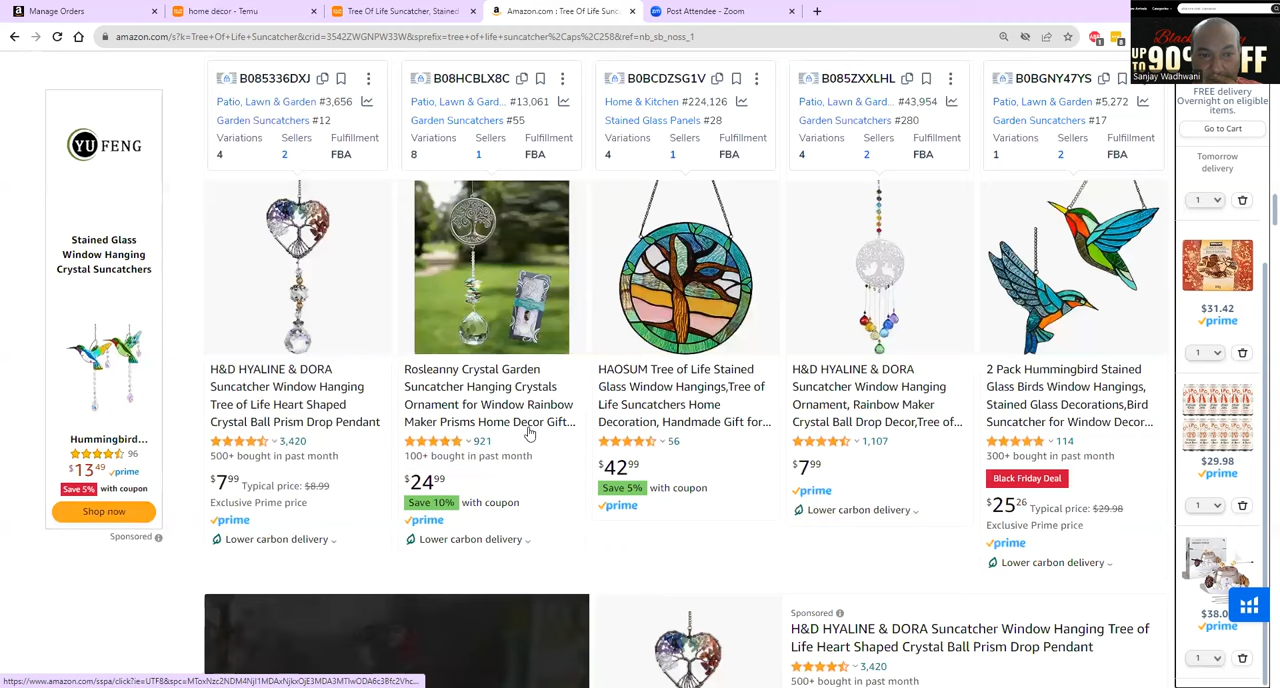 Manage Orders
home decor - Temu
Tree Of Life Suncatcher, Stained
Amazon.com : Tree Of Life Sunc
Post Attendee - Zoom
amazon.com/s?k=Tree+Of+Life+Suncatcher&crid=3542ZWGNPW33W&sprefix=tree+of+life+suncatcher%2Caps%2C258&ref=nb_sb_noss_1
UP TO 90% OFF
Sanjay Wadhwani
B085336DXJ
Patio, Lawn & Garden #3,656
Garden Suncatchers #12
Variations Sellers Fulfillment
4 2 FBA
B08HCBLX8C
Patio, Lawn & Gard... #13,061
Garden Suncatchers #55
Variations Sellers Fulfillment
8 1 FBA
B0BCDZSG1V
Home & Kitchen #224,126
Stained Glass Panels #28
Variations Sellers Fulfillment
4 1 FBA
B085ZXXLHL
Patio, Lawn & Gard... #43,954
Garden Suncatchers #280
Variations Sellers Fulfillment
4 2 FBA
B0BGNY47YS
Patio, Lawn & Garden #5,272
Garden Suncatchers #17
Variations Sellers Fulfillment
1 2 FBA
FREE delivery
Overnight on eligible
items.
Go to Cart
Tomorrow
delivery
1
$31.42
prime
1
$29.98
prime
1
$38.0
prime
1
YU FENG
Stained Glass
Window Hanging
Crystal Suncatchers
Hummingbird...
96
$13.49 prime
Save 5% with coupon
Shop now
Sponsored
H&D HYALINE & DORA
Suncatcher Window Hanging
Tree of Life Heart Shaped
Crystal Ball Prism Drop Pendant
3,420
500+ bought in past month
$7.99 Typical price: $8.99
Exclusive Prime price
prime
Lower carbon delivery
Rosleanny Crystal Garden
Suncatcher Hanging Crystals
Ornament for Window Rainbow
Maker Prisms Home Decor Gift...
921
100+ bought in past month
$24.99
Save 10% with coupon
prime
Lower carbon delivery
HAOSUM Tree of Life Stained
Glass Window Hangings,Tree of
Life Suncatchers Home
Decoration, Handmade Gift for...
56
$42.99
Save 5% with coupon
prime
H&D HYALINE & DORA
Suncatcher Window Hanging
Ornament, Rainbow Maker
Crystal Ball Drop Decor,Tree of...
1,107
$7.99
prime
Lower carbon delivery
2 Pack Hummingbird Stained
Glass Birds Window Hangings,
Stained Glass Decorations,Bird
Suncatcher for Window Decor...
114
300+ bought in past month
Black Friday Deal
$25.26 Typical price: $29.98
Exclusive Prime price
prime
Lower carbon delivery
Sponsored
H&D HYALINE & DORA Suncatcher Window Hanging Tree of
Life Heart Shaped Crystal Ball Prism Drop Pendant
3,420
500+ bought in past month